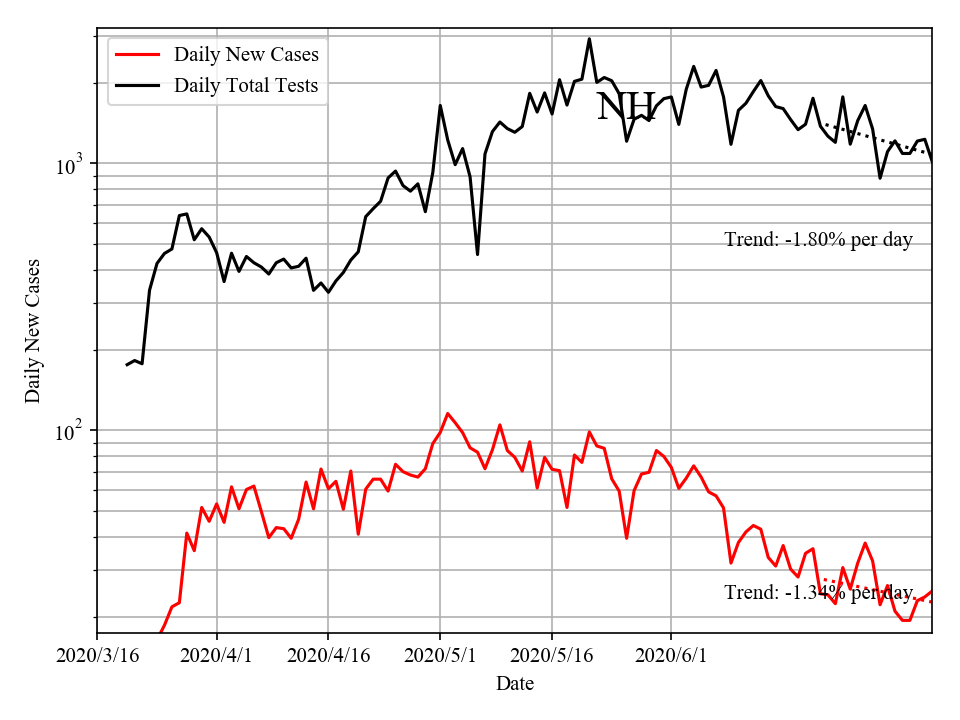 Daily New Cases
Daily Total Tests
NH
10³
Trend: -1.80% per day
Daily New Cases
10²
Trend: -1.34% per day
2020/3/16 2020/4/1 2020/4/16 2020/5/1 2020/5/16 2020/6/1
Date